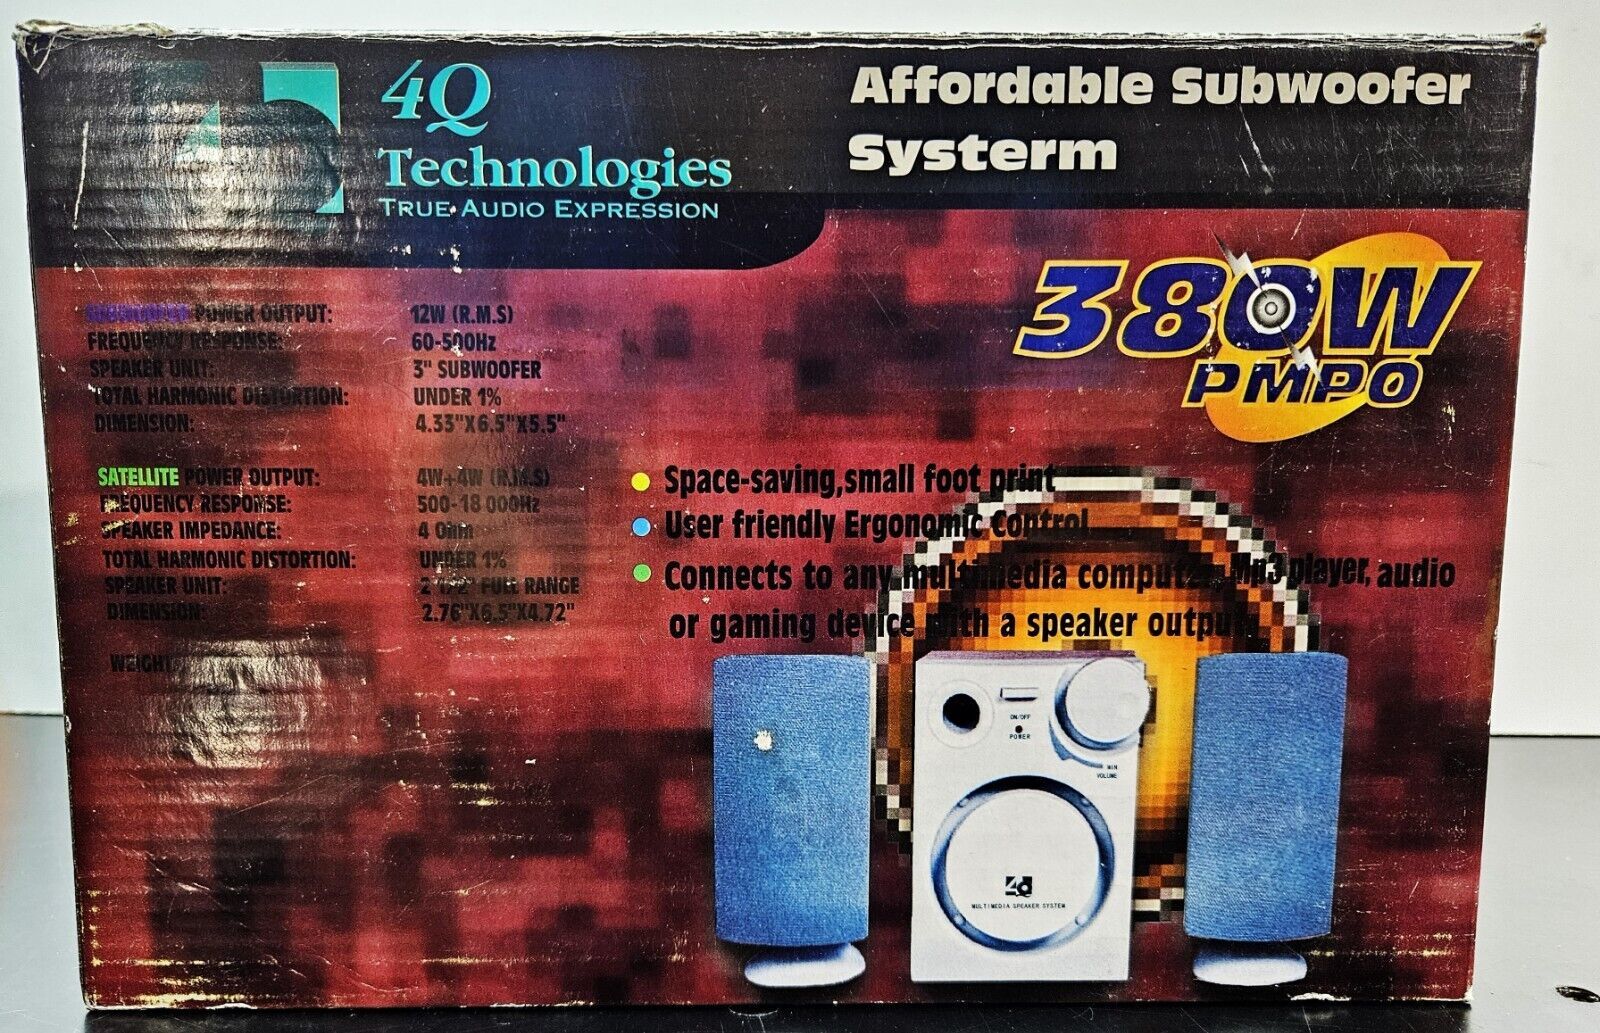 4Q
Technologies
TRUE AUDIO EXPRESSION
Affordable Subwoofer
Systerm
380W
PMPO
SUBWOOFER POWER OUTPUT: 12W (R.M.S)
FREQUENCY RESPONSE: 60-500Hz
SPEAKER UNIT: 3" SUBWOOFER
TOTAL HARMONIC DISTORTION: UNDER 1%
DIMENSION: 4.33"X6.5"X5.5"
SATELLITE POWER OUTPUT: 4W+4W (R.M.S)
FREQUENCY RESPONSE: 500-18 000Hz
SPEAKER IMPEDANCE: 4 Ohm
TOTAL HARMONIC DISTORTION: UNDER 1%
SPEAKER UNIT: 2 1/2" FULL RANGE
DIMENSION: 2.76"X6.5"X4.72"
WEIGHT:
Space-saving,small foot print
User friendly Ergonomic Control
Connects to any multimedia computer, Mp3 player, audio
or gaming device with a speaker output.
ON/OFF
POWER
MIN
VOLUME
4Q
MULTIMEDIA SPEAKER SYSTEM